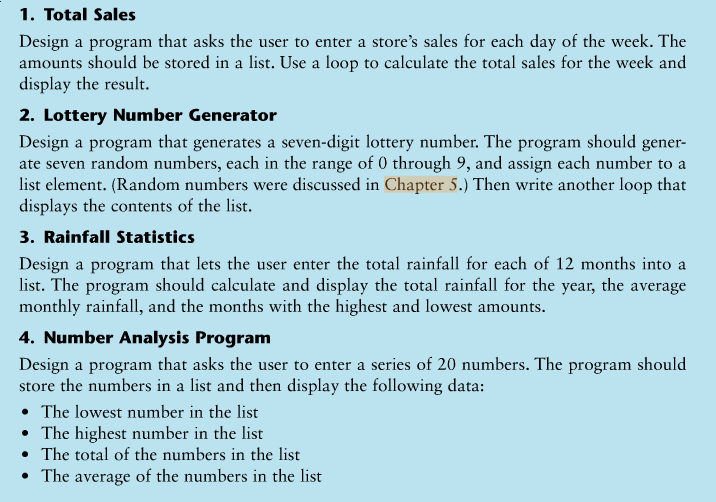 1. Total Sales
Design a program that asks the user to enter a store's sales for each day of the week. The
amounts should be stored in a list. Use a loop to calculate the total sales for the week and
display the result.
2. Lottery Number Generator
Design a program that generates a seven-digit lottery number. The program should gener-
ate seven random numbers, each in the range of 0 through 9, and assign each number to a
list element. (Random numbers were discussed in Chapter 5.) Then write another loop that
displays the contents of the list.
3. Rainfall Statistics
Design a program that lets the user enter the total rainfall for each of 12 months into a
list. The program should calculate and display the total rainfall for the year, the average
monthly rainfall, and the months with the highest and lowest amounts.
4. Number Analysis Program
Design a program that asks the user to enter a series of 20 numbers. The program should
store the numbers in a list and then display the following data:
• The lowest number in the list
• The highest number in the list
• The total of the numbers in the list
• The average of the numbers in the list